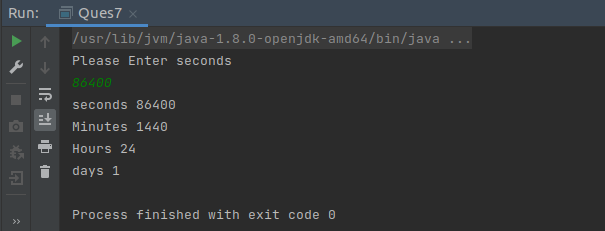 Run: Ques7
/usr/lib/jvm/java-1.8.0-openjdk-amd64/bin/java ...
Please Enter seconds
86400
seconds 86400
Minutes 1440
Hours 24
days 1
Process finished with exit code 0